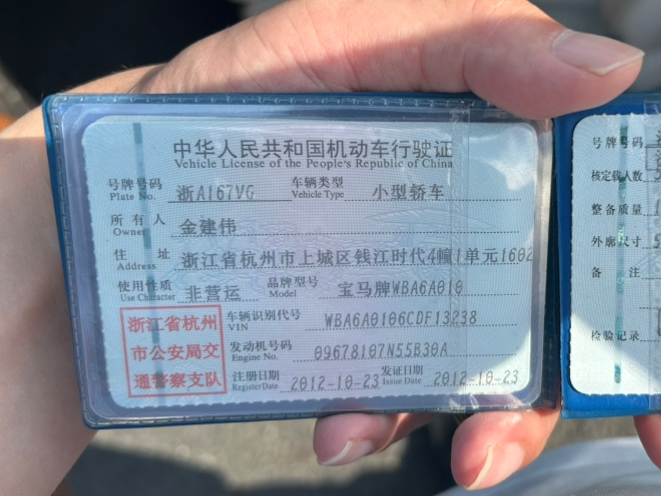 中华人民共和国机动车行驶证
Vehicle License of the People's Republic of China
号牌号码 浙A167VG 车辆类型 小型轿车
Plate No. Vehicle Type
所有人 金建伟
Owner
住址 浙江省杭州市上城区钱江时代4幢1单元1602
Address
使用性质 非营运 品牌型号 宝马牌WBA6A010
Use Character Model
浙江省杭州
市公安局交
通警察支队
车辆识别代号 WBA6A0106CDF13238
VIN
发动机号码 09678107N55B30A
Engine No.
注册日期 2012-10-23 发证日期 2012-10-23
Register Date Issue Date
号牌号码
核定载人数
整备质量
外廓尺寸
备注
检验记录